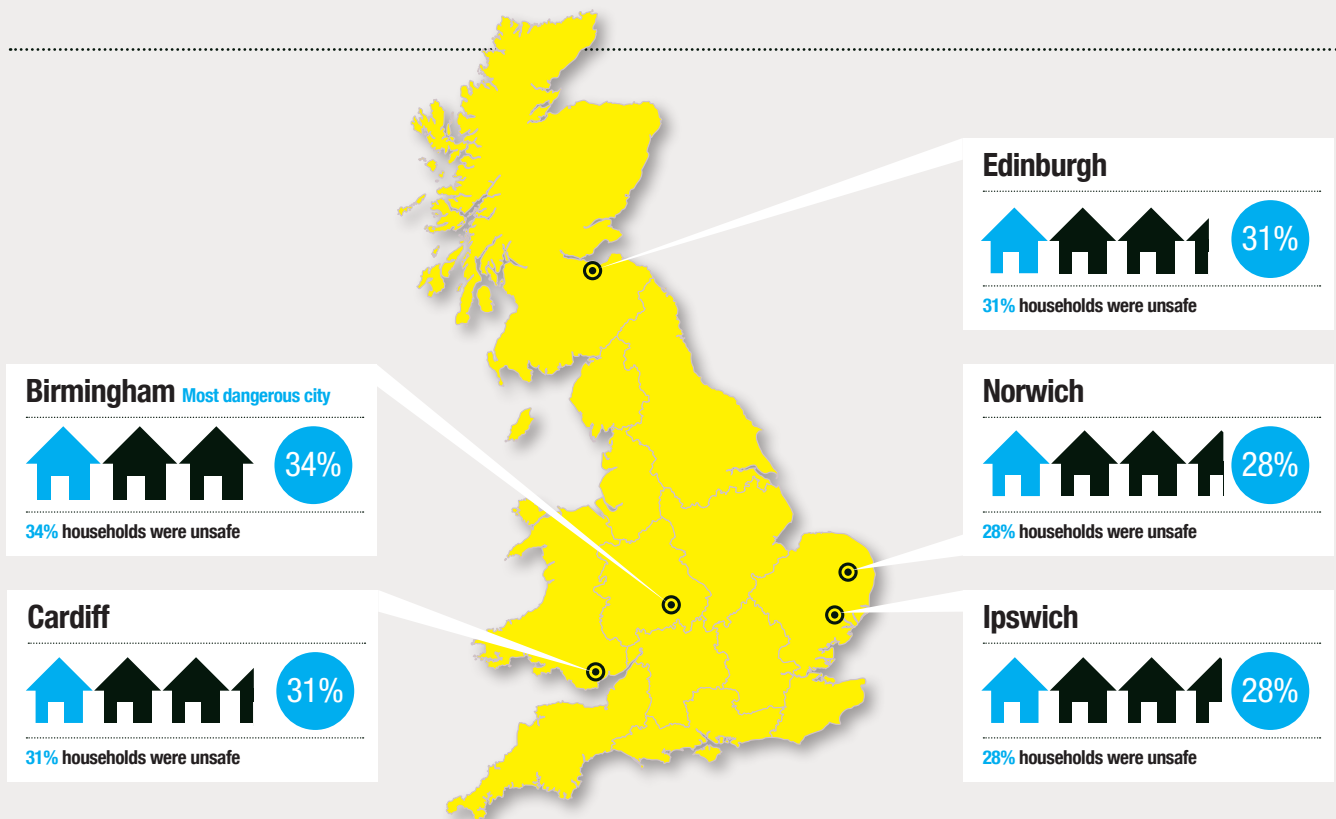 Edinburgh
31%
31% households were unsafe
Birmingham Most dangerous city
34%
34% households were unsafe
Norwich
28%
28% households were unsafe
Cardiff
31%
31% households were unsafe
Ipswich
28%
28% households were unsafe